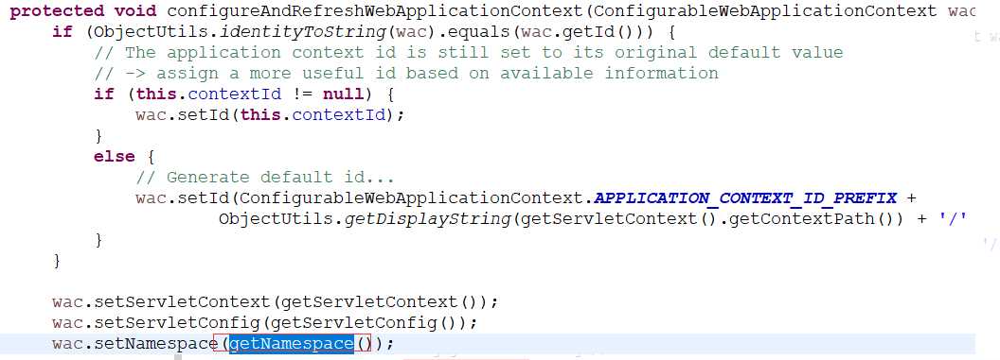 protected void configureAndRefreshWebApplicationContext(ConfigurableWebApplicationContext wac
if (ObjectUtils.identityToString(wac).equals(wac.getId())) {
// The application context id is still set to its original default value
// -> assign a more useful id based on available information
if (this.contextId != null) {
wac.setId(this.contextId);
}
else {
// Generate default id...
wac.setId(ConfigurableWebApplicationContext.APPLICATION_CONTEXT_ID_PREFIX +
ObjectUtils.getDisplayString(getServletContext().getContextPath()) + '/'
}
}
wac.setServletContext(getServletContext());
wac.setServletConfig(getServletConfig());
wac.setNamespace(getNamespace());